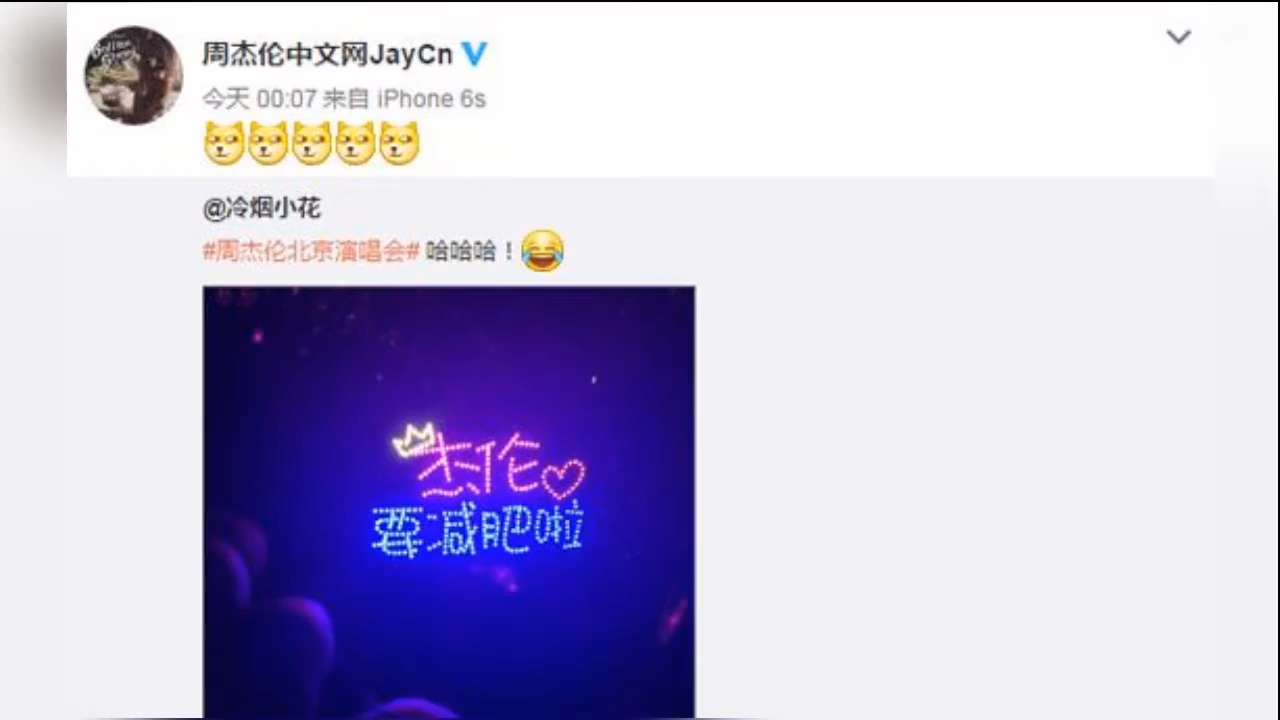 周杰伦中文网JayCn
今天 00:07 来自 iPhone 6s
@冷烟小花
#周杰伦北京演唱会# 哈哈哈！
杰伦
要减肥啦